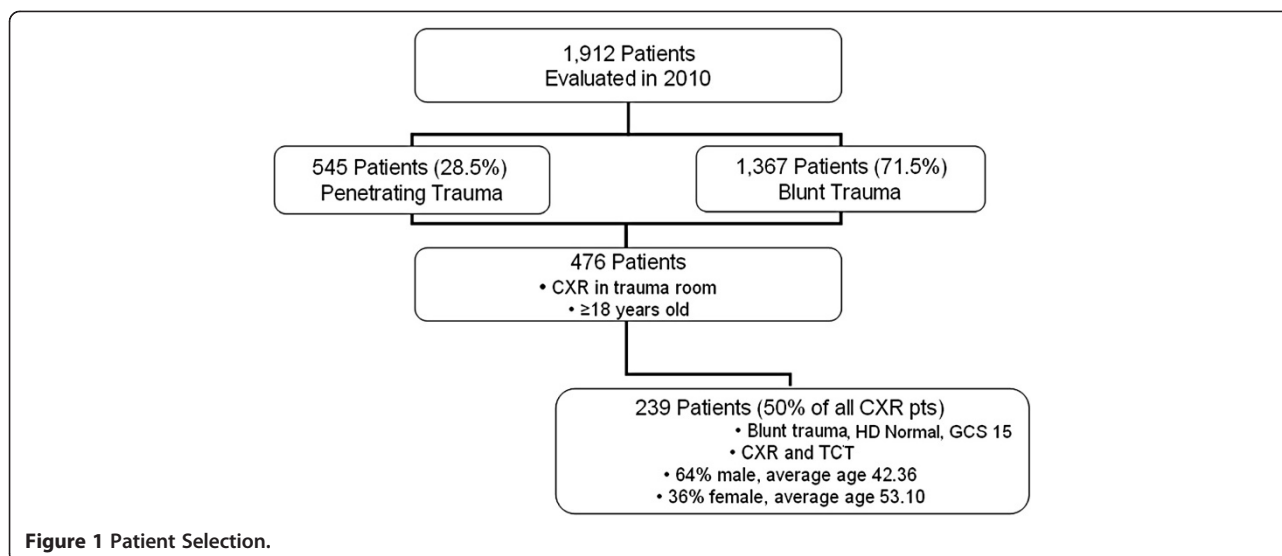 1,912 Patients
Evaluated in 2010
545 Patients (28.5%)
Penetrating Trauma
1,367 Patients (71.5%)
Blunt Trauma
476 Patients
• CXR in trauma room
• ≥18 years old
239 Patients (50% of all CXR pts)
• Blunt trauma, HD Normal, GCS 15
• CXR and TCT
• 64% male, average age 42.36
• 36% female, average age 53.10
Figure 1 Patient Selection.